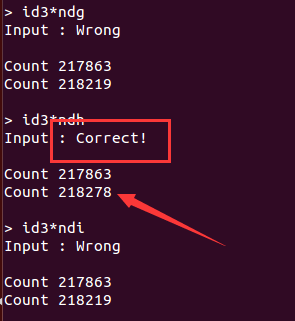 > id3*ndg
Input : Wrong
Count 217863
Count 218219
> id3*ndh
Input : Correct!
Count 217863
Count 218278
> id3*ndi
Input : Wrong
Count 217863
Count 218219